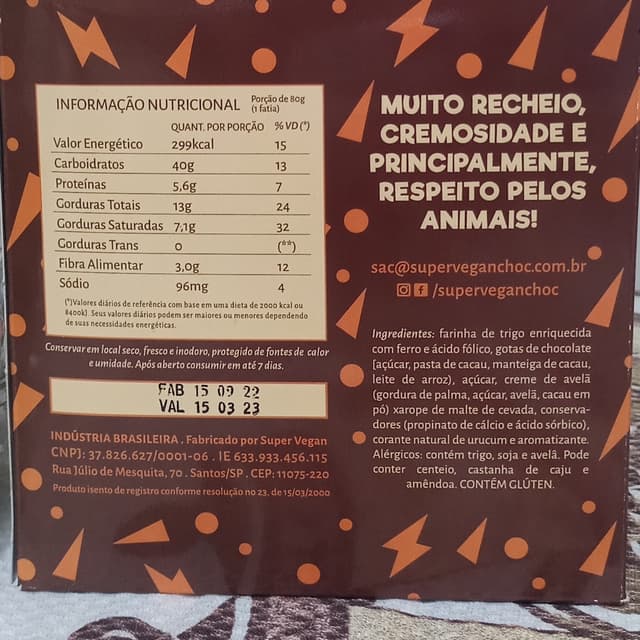 INFORMAÇÃO NUTRICIONAL Porção de 80g (1 fatia)
QUANT. POR PORÇÃO % VD (*)
Valor Energético 299kcal 15
Carboidratos 40g 13
Proteínas 5,6g 7
Gorduras Totais 13g 24
Gorduras Saturadas 7,1g 32
Gorduras Trans 0 (**)
Fibra Alimentar 3,0g 12
Sódio 96mg 4
(*)Valores diários de referência com base em uma dieta de 2000 kcal ou
8400kJ. Seus valores diários podem ser maiores ou menores dependendo
de suas necessidades energéticas.
Conservar em local seco, fresco e inodoro, protegido de fontes de calor
e umidade. Após aberto consumir em até 7 dias.
FAB 15 09 22
VAL 15 03 23
INDÚSTRIA BRASILEIRA . Fabricado por Super Vegan
CNPJ: 37.826.627/0001-06 . IE 633.933.456.115
Rua Júlio de Mesquita, 70 . Santos/SP . CEP: 11075-220
Produto isento de registro conforme resolução no 23, de 15/03/2000
MUITO RECHEIO,
CREMOSIDADE E
PRINCIPALMENTE,
RESPEITO PELOS
ANIMAIS!
sac@superveganchoc.com.br
/superveganchoc
Ingredientes: farinha de trigo enriquecida
com ferro e ácido fólico, gotas de chocolate
[açúcar, pasta de cacau, manteiga de cacau,
leite de arroz), açúcar, creme de avelã
(gordura de palma, açúcar, avelã, cacau em
pó) xarope de malte de cevada, conserva-
dores (propinato de cálcio e ácido sórbico),
corante natural de urucum e aromatizante.
Alérgicos: contém trigo, soja e avelã. Pode
conter centeio, castanha de caju e
amêndoa. CONTÉM GLÚTEN.